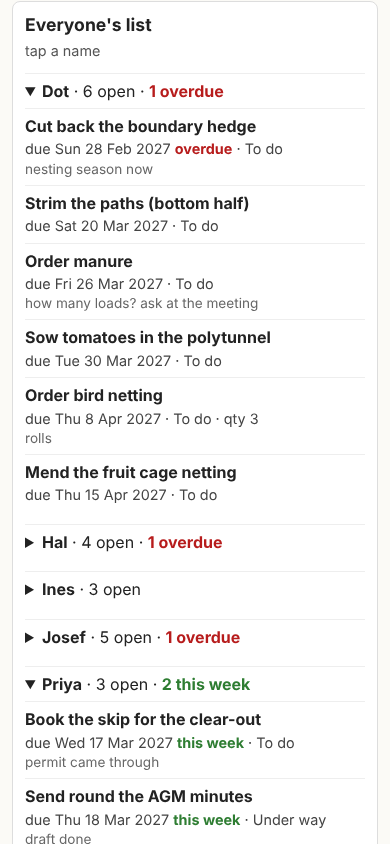 Everyone's list
tap a name
▼ Dot · 6 open · 1 overdue
Cut back the boundary hedge
due Sun 28 Feb 2027 overdue · To do
nesting season now
Strim the paths (bottom half)
due Sat 20 Mar 2027 · To do
Order manure
due Fri 26 Mar 2027 · To do
how many loads? ask at the meeting
Sow tomatoes in the polytunnel
due Tue 30 Mar 2027 · To do
Order bird netting
due Thu 8 Apr 2027 · To do · qty 3
rolls
Mend the fruit cage netting
due Thu 15 Apr 2027 · To do
▶ Hal · 4 open · 1 overdue
▶ Ines · 3 open
▶ Josef · 5 open · 1 overdue
▼ Priya · 3 open · 2 this week
Book the skip for the clear-out
due Wed 17 Mar 2027 this week · To do
permit came through
Send round the AGM minutes
due Thu 18 Mar 2027 this week · Under way
draft done